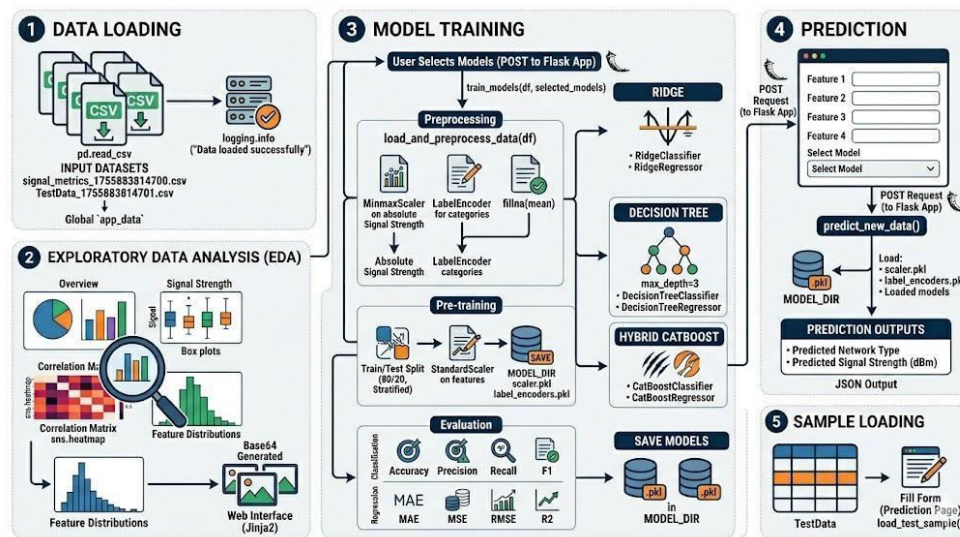 1 DATA LOADING
CSV
CSV
pd.read_csv
INPUT DATASETS
signal_metrics_1755883814700.csv
TestData_1755883814701.csv
Global `app_data`
logging.info
("Data loaded successfully")
2 EXPLORATORY DATA ANALYSIS (EDA)
Overview
Signal Strength
Signal
Box plots
Correlation Ma
sns.heatmap
Correlation Matrix
sns.heatmap
Feature Distributions
Feature Distributions
Base64
Generated
Web Interface
(Jinja2)
3 MODEL TRAINING
User Selects Models (POST to Flask App)
train_models(df, selected_models)
Preprocessing
load_and_preprocess_data(df)
MinmaxScaler
on absolute
Signal Strength
LabelEncoder
for categories
fillna(mean)
Absolute
Signal Strength
LabelEncoder
categories
Pre-training
Train/Test Split
(80/20,
Stratified)
StandardScaler
on features
SAVE
MODEL_DIR
scaler.pkl
label_encoders.pkl
Evaluation
Classification
Accuracy
Precision
Recall
F1
Regression
MAE
MAE
MSE
RMSE
R2
RIDGE
• RidgeClassifier
• RidgeRegressor
DECISION TREE
max_depth=3
• DecisionTreeClassifier
• DecisionTreeRegressor
HYBRID CATBOOST
• CatBoostClassifier
• CatBoostRegressor
SAVE MODELS
.pkl
.pkl
in
MODEL_DIR
4 PREDICTION
POST
Request
(to Flask App)
Feature 1
Feature 2
Feature 3
Feature 4
Select Model
Select Model
POST Request
(to Flask App)
predict_new_data()
.pkl
MODEL_DIR
Load:
• scaler.pkl
• label_encoders.pk
• Loaded models
PREDICTION OUTPUTS
• Predicted Network Type
• Predicted Signal Strength (dBm)
JSON Output
5 SAMPLE LOADING
TestData
Fill Form
(Prediction Page)
load_test_sample(